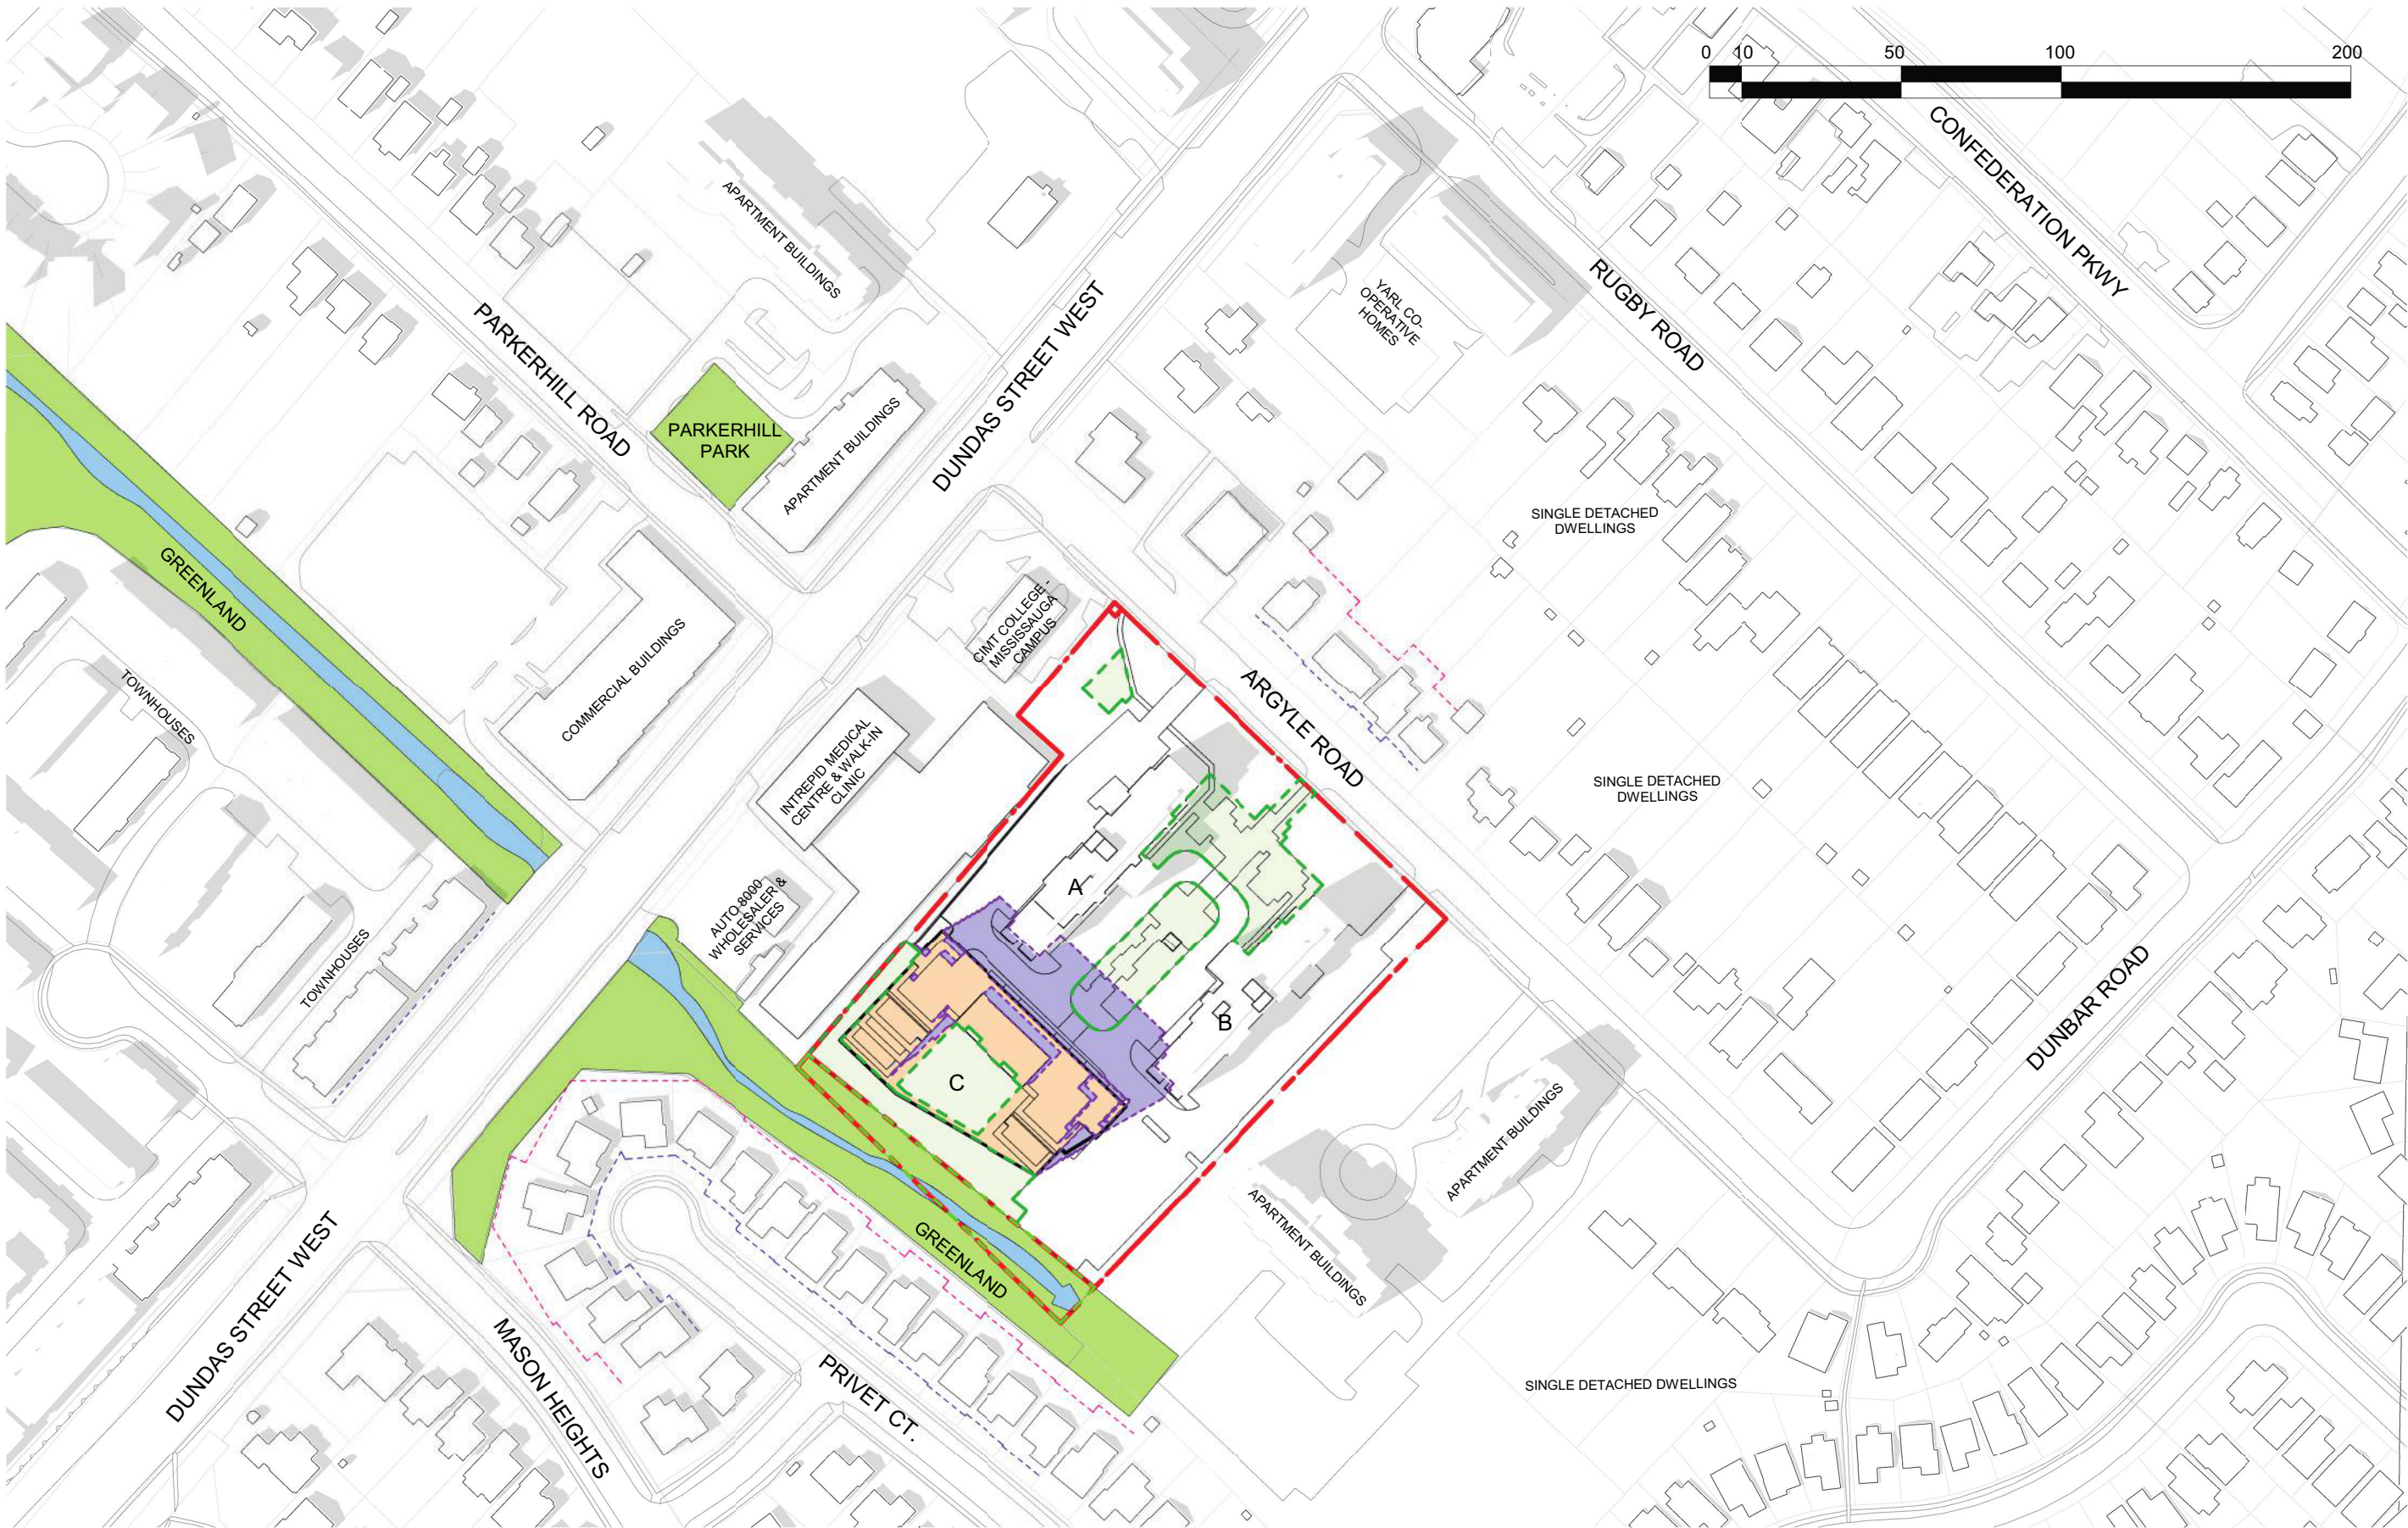 0 10 50 100 200
CONFEDERATION PKWY
APARTMENT BUILDINGS
YARL CO-
OPERATIVE
HOMES
RUGBY ROAD
PARKERHILL ROAD
DUNDAS STREET WEST
PARKERHILL
PARK
APARTMENT BUILDINGS
SINGLE DETACHED
DWELLINGS
GREENLAND
CIMT COLLEGE -
MISSISSAUGA
CAMPUS
COMMERCIAL BUILDINGS
TOWNHOUSES
ARGYLE ROAD
INTREPID MEDICAL
CENTRE & WALK-IN
CLINIC
SINGLE DETACHED
DWELLINGS
A
AUTO 8000
WHOLESALER &
SERVICES
TOWNHOUSES
B
DUNBAR ROAD
C
APARTMENT BUILDINGS
APARTMENT BUILDINGS
GREENLAND
DUNDAS STREET WEST
MASON HEIGHTS
PRIVET CT.
SINGLE DETACHED DWELLINGS